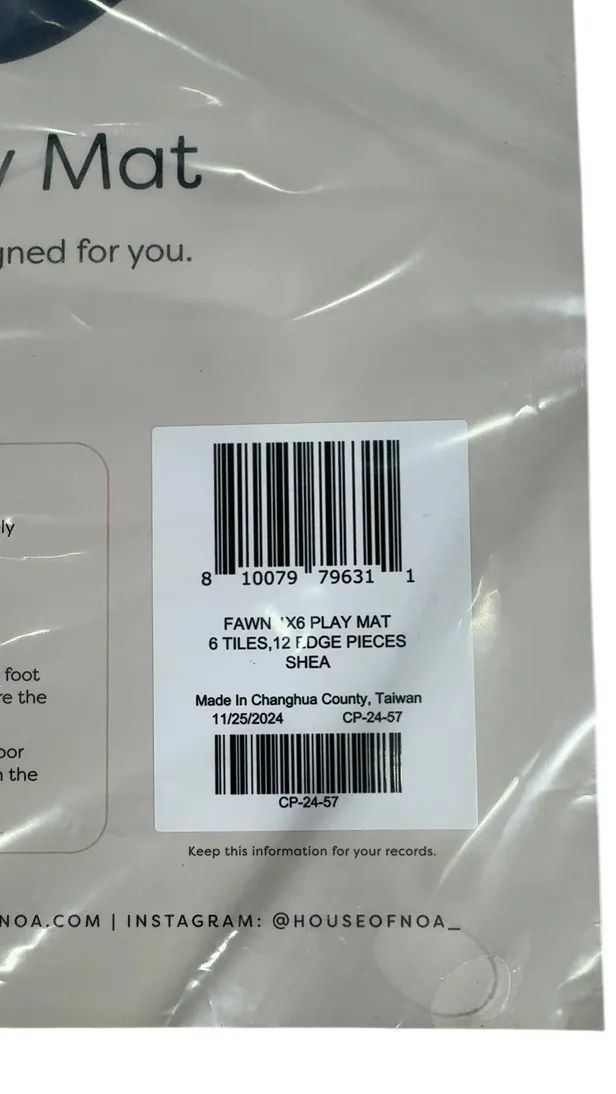 Mat
gned for you.
ly
foot
re the
oor
n the
8 10079 79631 1
FAWN X6 PLAY MAT
6 TILES,12 EDGE PIECES
SHEA
Made In Changhua County, Taiwan
11/25/2024 CP-24-57
CP-24-57
Keep this information for your records.
NOA.COM | INSTAGRAM: @HOUSEOFNOA_